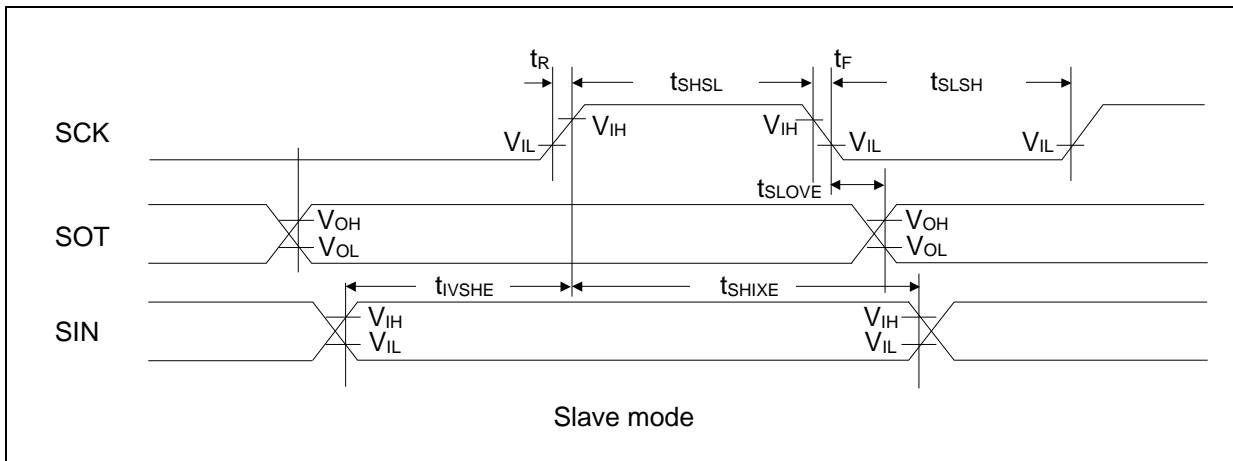 tR tSHSL tF tSLSH
SCK VIL VIH VIH VIL VIL
tSLOVE
SOT VOH VOL VOH VOL
tIVSHE tSHIXE
SIN VIH VIL VIH VIL
Slave mode